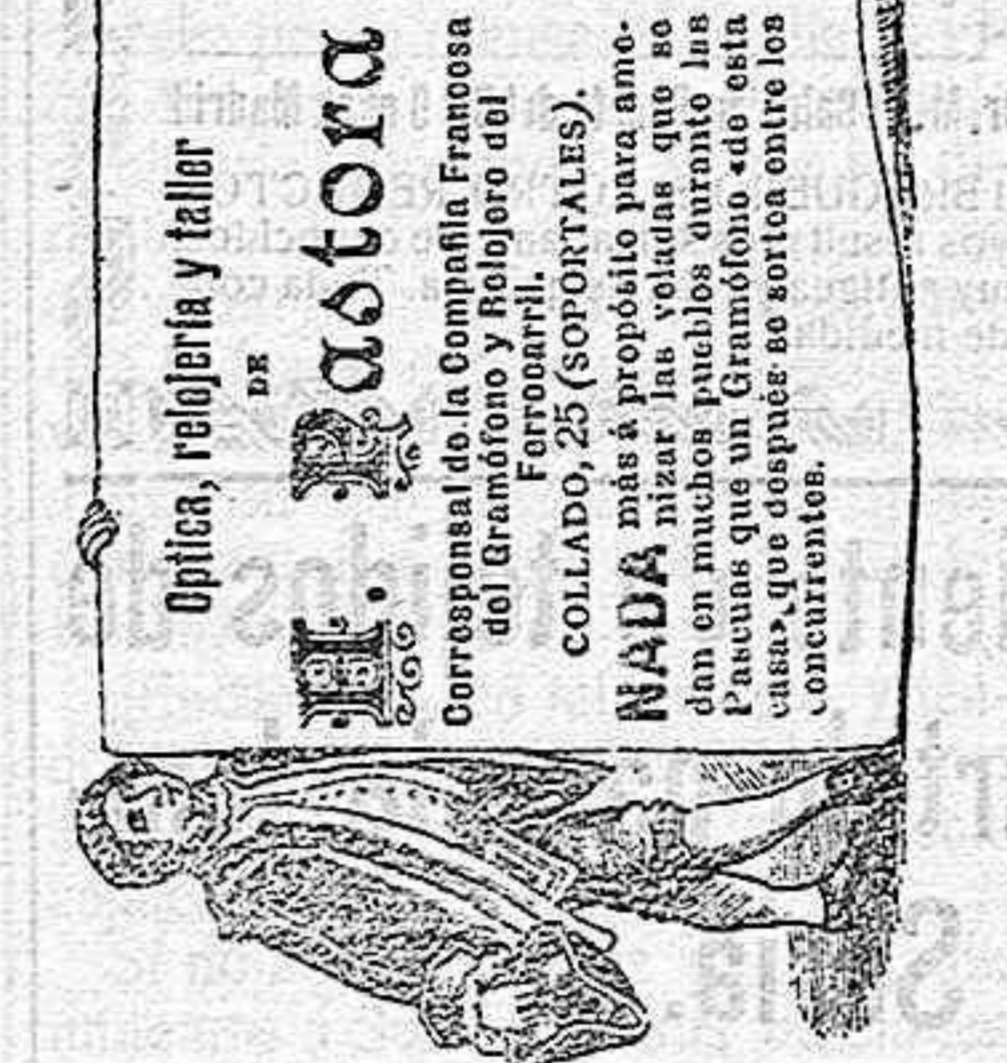 Optica, relojería y taller
DE
H. Pastora
Corresponsal de la Compañía Francesa
del Gramófono y Relojero del
Ferrocarril.
COLLADO, 25 (SOPORTALES).
NADA más á propósito para amo-
nizar las veladas que se
dan en muchos pueblos durante las
Pascuas que un Gramófono «de esta
casa», que después se sortea entre los
concurrentes.